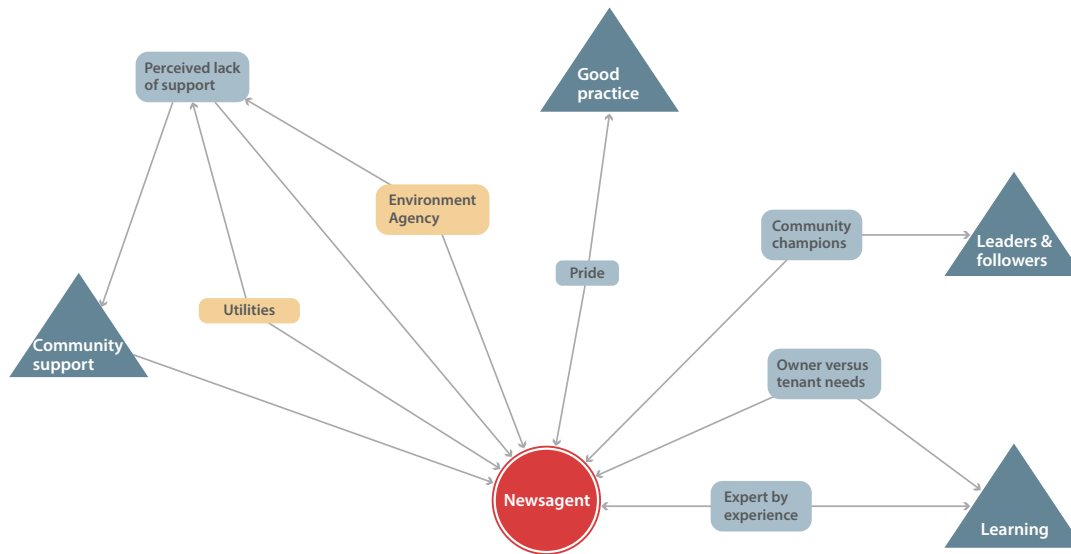 Perceived lack
of support
Good
practice
Environment
Agency
Community
champions
Leaders &
followers
Pride
Utilities
Community
support
Owner versus
tenant needs
Newsagent
Expert by
experience
Learning